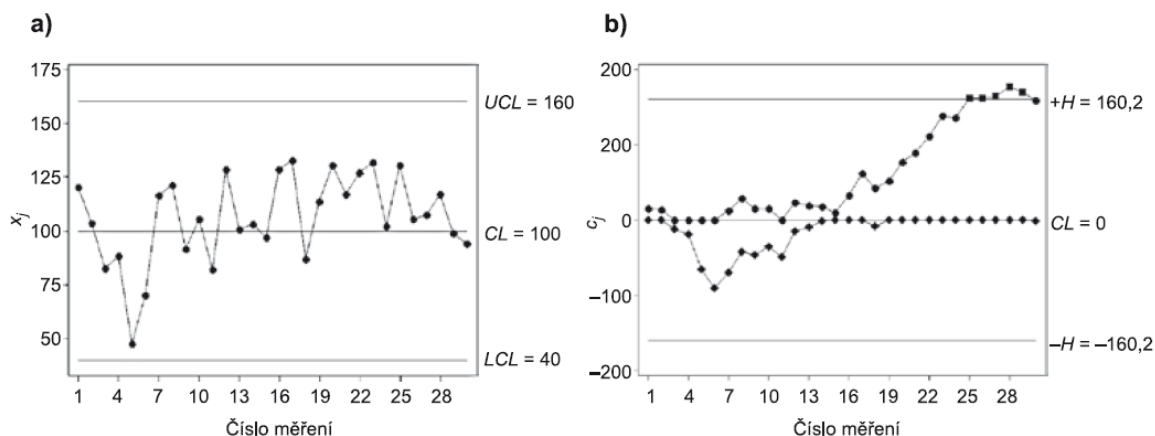 a)
175
150
125
100
75
50
x_j
UCL = 160
CL = 100
LCL = 40
1 4 7 10 13 16 19 22 25 28
Číslo měření
b)
200
200
0
–100
–200
c_j
+H = 160,2
CL = 0
–H = –160,2
1 4 7 10 13 16 19 22 25 28
Číslo měření